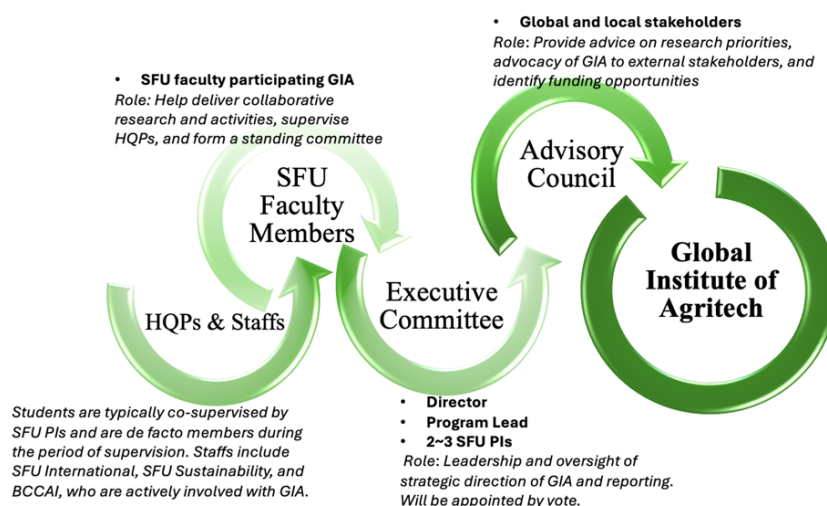 • Global and local stakeholders
Role: Provide advice on research priorities,
advocacy of GIA to external stakeholders, and
identify funding opportunities
• SFU faculty participating GIA
Role: Help deliver collaborative
research and activities, supervise
HQPs, and form a standing committee
SFU
Faculty
Members
Advisory
Council
HQPs & Staffs
Executive
Committee
Global
Institute of
Agritech
Students are typically co-supervised by
SFU PIs and are de facto members during
the period of supervision. Staffs include
SFU International, SFU Sustainability, and
BCCAI, who are actively involved with GIA.
• Director
• Program Lead
• 2~3 SFU PIs
Role: Leadership and oversight of
strategic direction of GIA and reporting.
Will be appointed by vote.